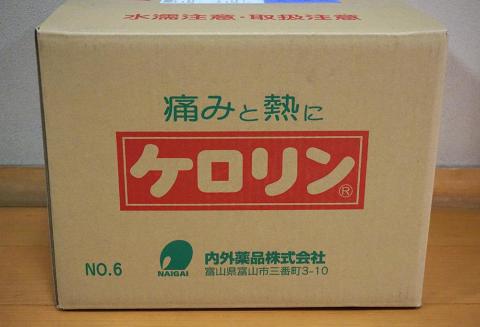 水濡注意・取扱注意
痛みと熱に
ケロリン®
NO.6
NAIGAI
内外薬品株式会社
富山県富山市三番町3-10